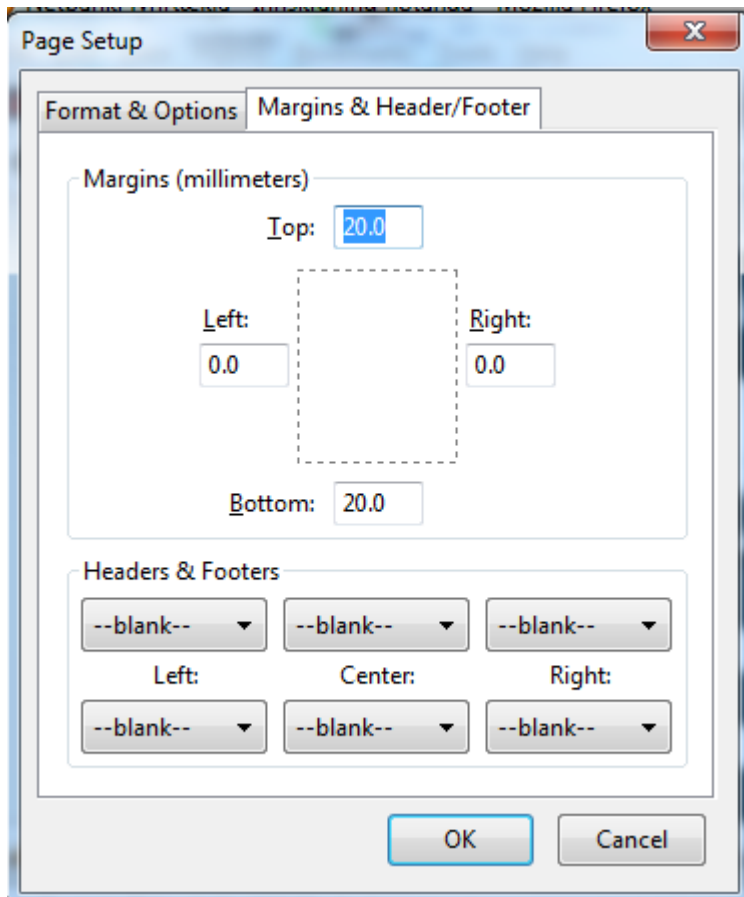 Page Setup
Format & Options Margins & Header/Footer
Margins (millimeters)
Top: 20.0
Left: Right:
0.0 0.0
Bottom: 20.0
Headers & Footers
--blank-- --blank-- --blank--
Left: Center: Right:
--blank-- --blank-- --blank--
OK Cancel